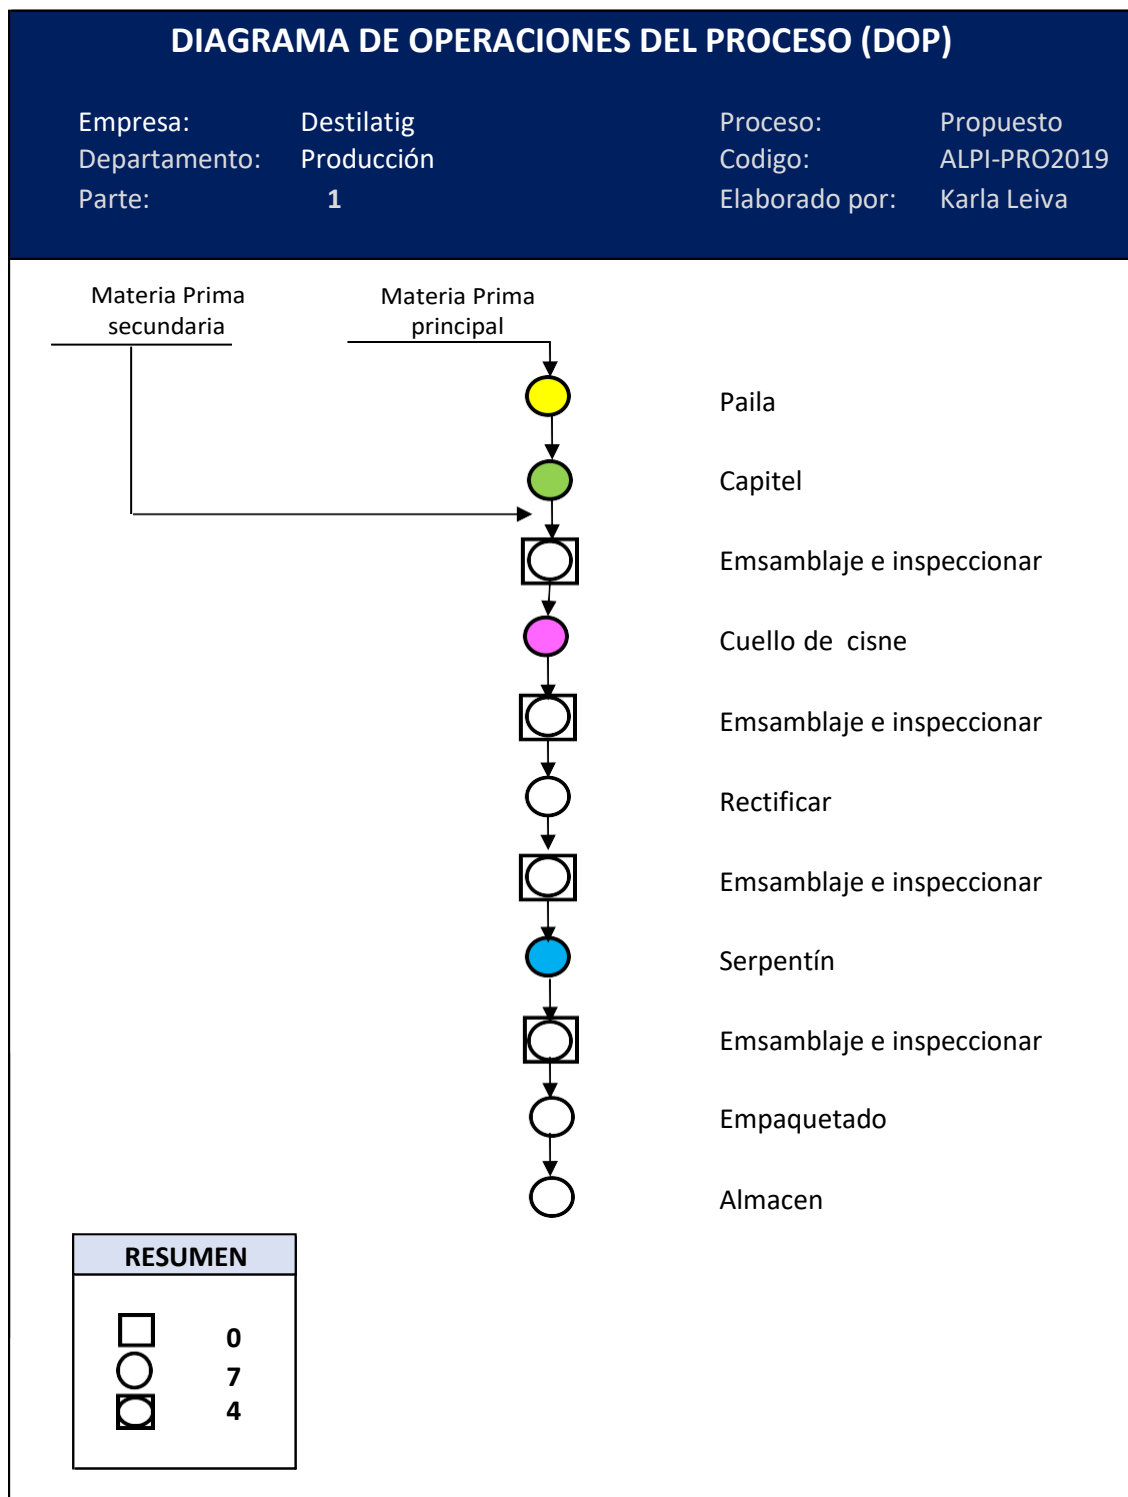 DIAGRAMA DE OPERACIONES DEL PROCESO (DOP)
Empresa: Destilatig Proceso: Propuesto
Departamento: Producción Codigo: ALPI-PRO2019
Parte: 1 Elaborado por: Karla Leiva
Materia Prima
secundaria
Materia Prima
principal
Paila
Capitel
Emsamblaje e inspeccionar
Cuello de cisne
Emsamblaje e inspeccionar
Rectificar
Emsamblaje e inspeccionar
Serpentín
Emsamblaje e inspeccionar
Empaquetado
Almacen
RESUMEN
0
7
4